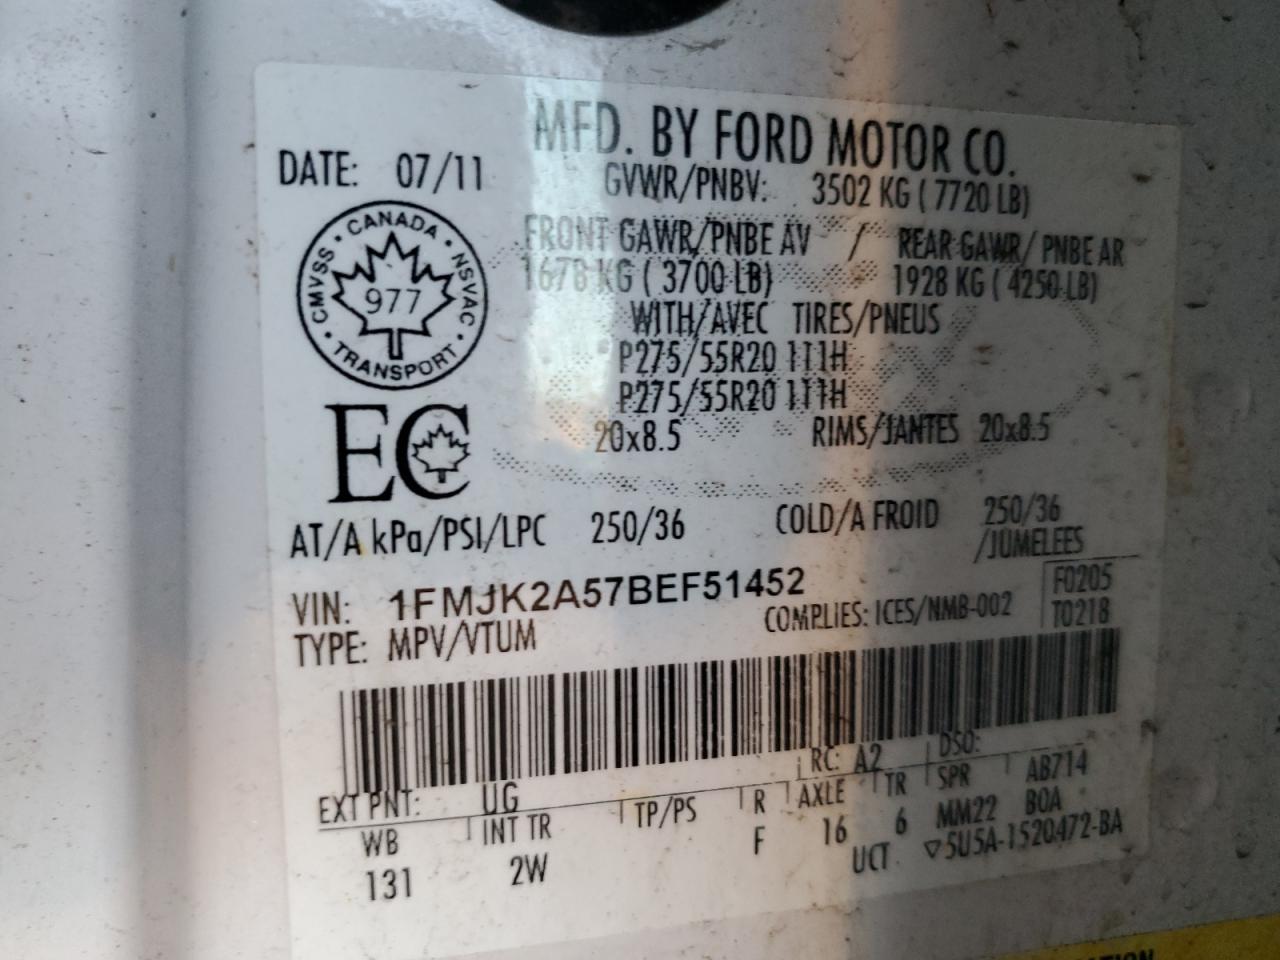 MFD. BY FORD MOTOR CO.
DATE: 07/11
GVWR/PNBV: 3502 KG ( 7720 LB)
FRONT GAWR/PNBE AV / REAR GAWR/ PNBE AR
1678 KG ( 3700 LB) 1928 KG ( 4250 LB)
WITH/AVEC TIRES/PNEUS
P275/55R20 111H
P275/55R20 111H
20x8.5 RIMS/JANTES 20x8.5
CANADA · NSVAC · TRANSPORT · CMVSS ·
977
EC
AT/A kPa/PSI/LPC 250/36 COLD/A FROID 250/36
/JUMELEES
VIN: 1FMJK2A57BEF51452
F0205
TYPE: MPV/VTUM COMPLIES: ICES/NMB-002 T0218
RC: A2 DSO:
EXT PNT: UG
WB INT TR TP/PS R AXLE TR SPR AB714
131 2W F 16 6 MM22 BOA
UCT ▽5U5A-1520472-BA